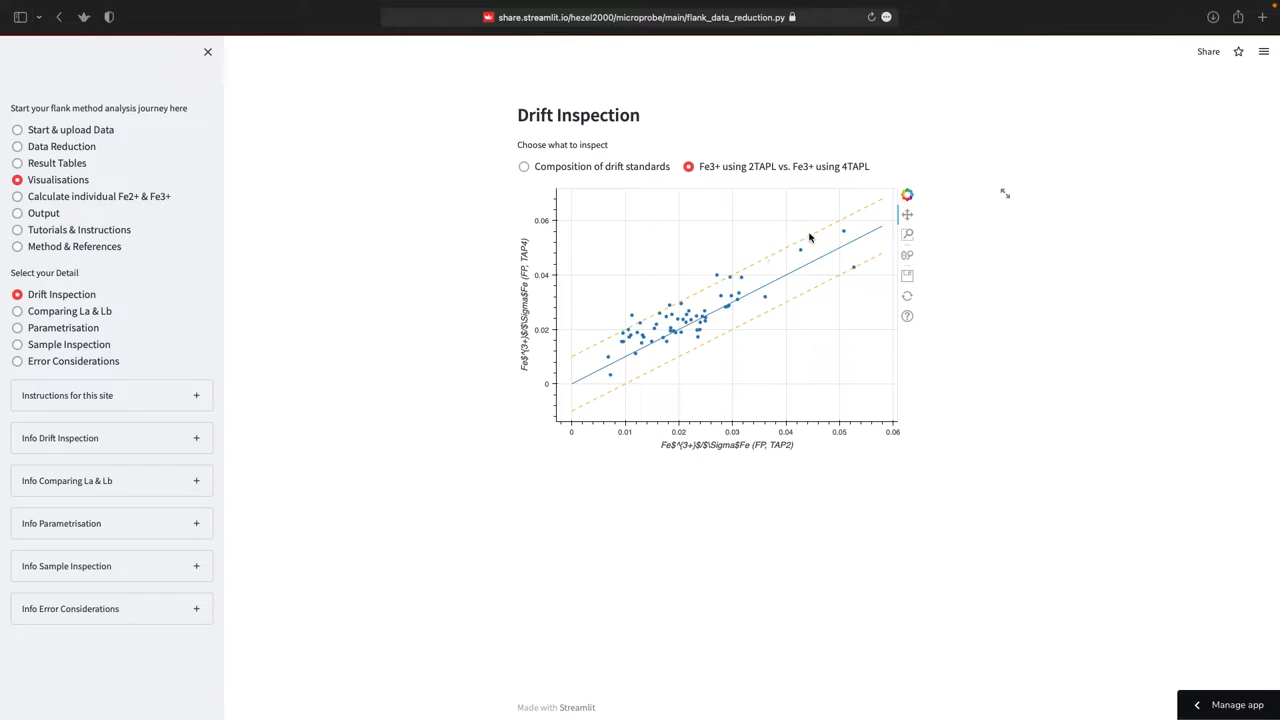 share.streamlit.io/hezel2000/microprobe/main/flank_data_reduction.py
Share
Start your flank method analysis journey here
Start & upload Data
Data Reduction
Result Tables
Visualisations
Calculate individual Fe2+ & Fe3+
Output
Tutorials & Instructions
Method & References
Select your Detail
Drift Inspection
Comparing La & Lb
Parametrisation
Sample Inspection
Error Considerations
Instructions for this site
Info Drift Inspection
Info Comparing La & Lb
Info Parametrisation
Info Sample Inspection
Info Error Considerations
Drift Inspection
Choose what to inspect
Composition of drift standards
Fe3+ using 2TAPL vs. Fe3+ using 4TAPL
Fe$^{3+}$/$\Sigma$Fe (FP, TAP4)
0.06
0.04
0.02
0
0
0.01
0.02
0.03
0.04
0.05
0.06
Fe$^{3+}$/$\Sigma$Fe (FP, TAP2)
Made with Streamlit
Manage app